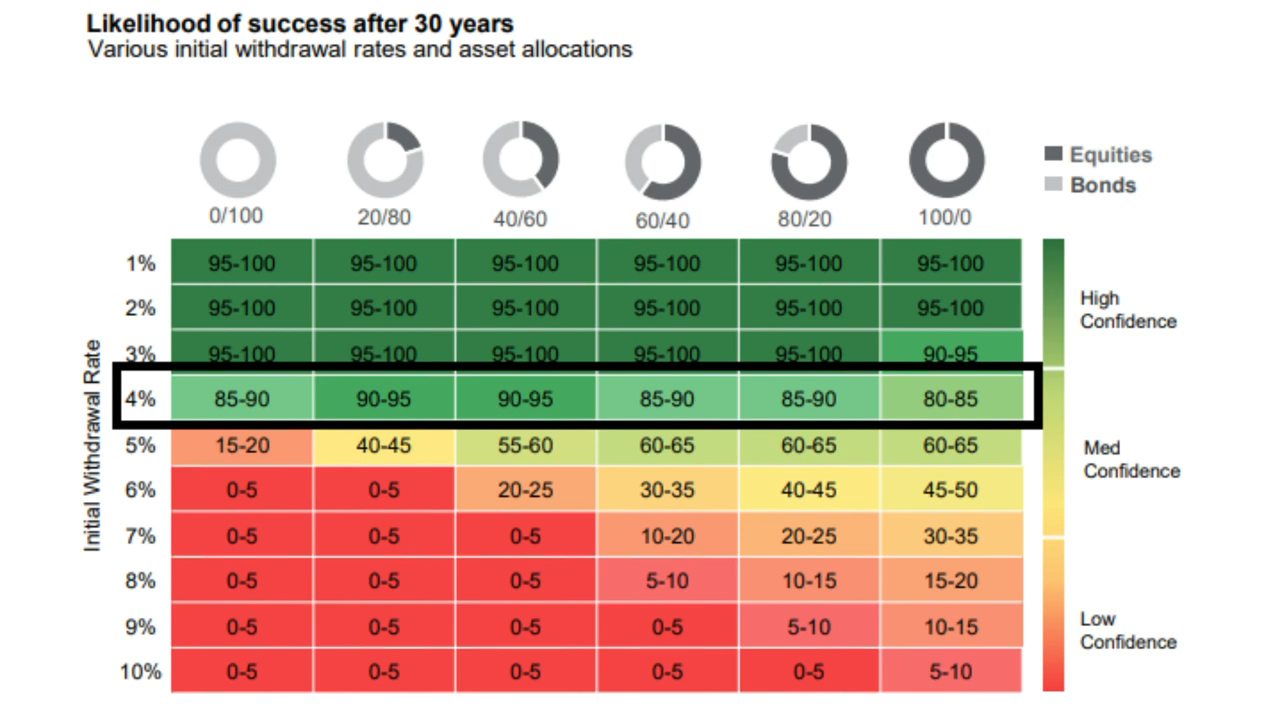 Likelihood of success after 30 years
Various initial withdrawal rates and asset allocations
Equities
Bonds
0/100 20/80 40/60 60/40 80/20 100/0
Initial Withdrawal Rate
1% 95-100 95-100 95-100 95-100 95-100 95-100
2% 95-100 95-100 95-100 95-100 95-100 95-100
3% 95-100 95-100 95-100 95-100 95-100 90-95
4% 85-90 90-95 90-95 85-90 85-90 80-85
5% 15-20 40-45 55-60 60-65 60-65 60-65
6% 0-5 0-5 20-25 30-35 40-45 45-50
7% 0-5 0-5 0-5 10-20 20-25 30-35
8% 0-5 0-5 0-5 5-10 10-15 15-20
9% 0-5 0-5 0-5 0-5 5-10 10-15
10% 0-5 0-5 0-5 0-5 0-5 5-10
High
Confidence
Med
Confidence
Low
Confidence